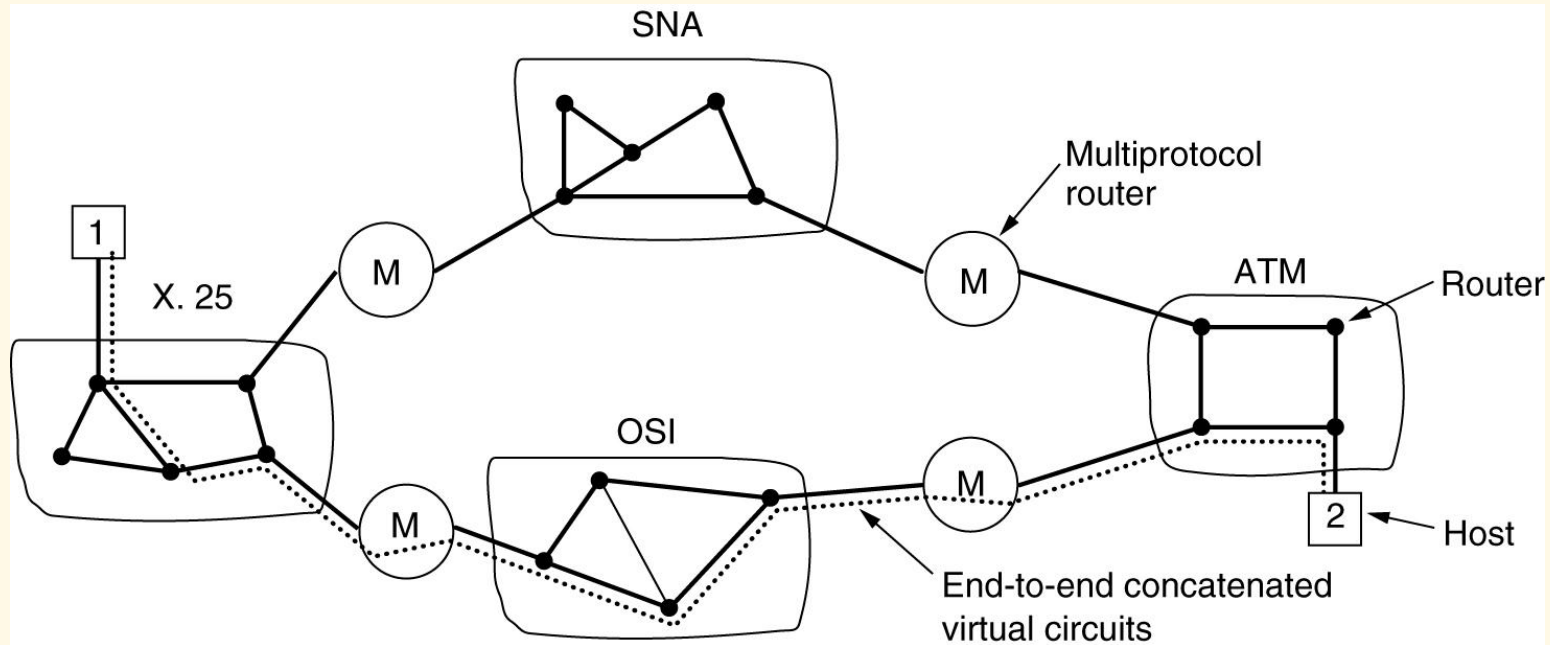 SNA
Multiprotocol
router
1
X. 25
M
M
ATM
Router
OSI
M
M
2
Host
End-to-end concatenated
virtual circuits